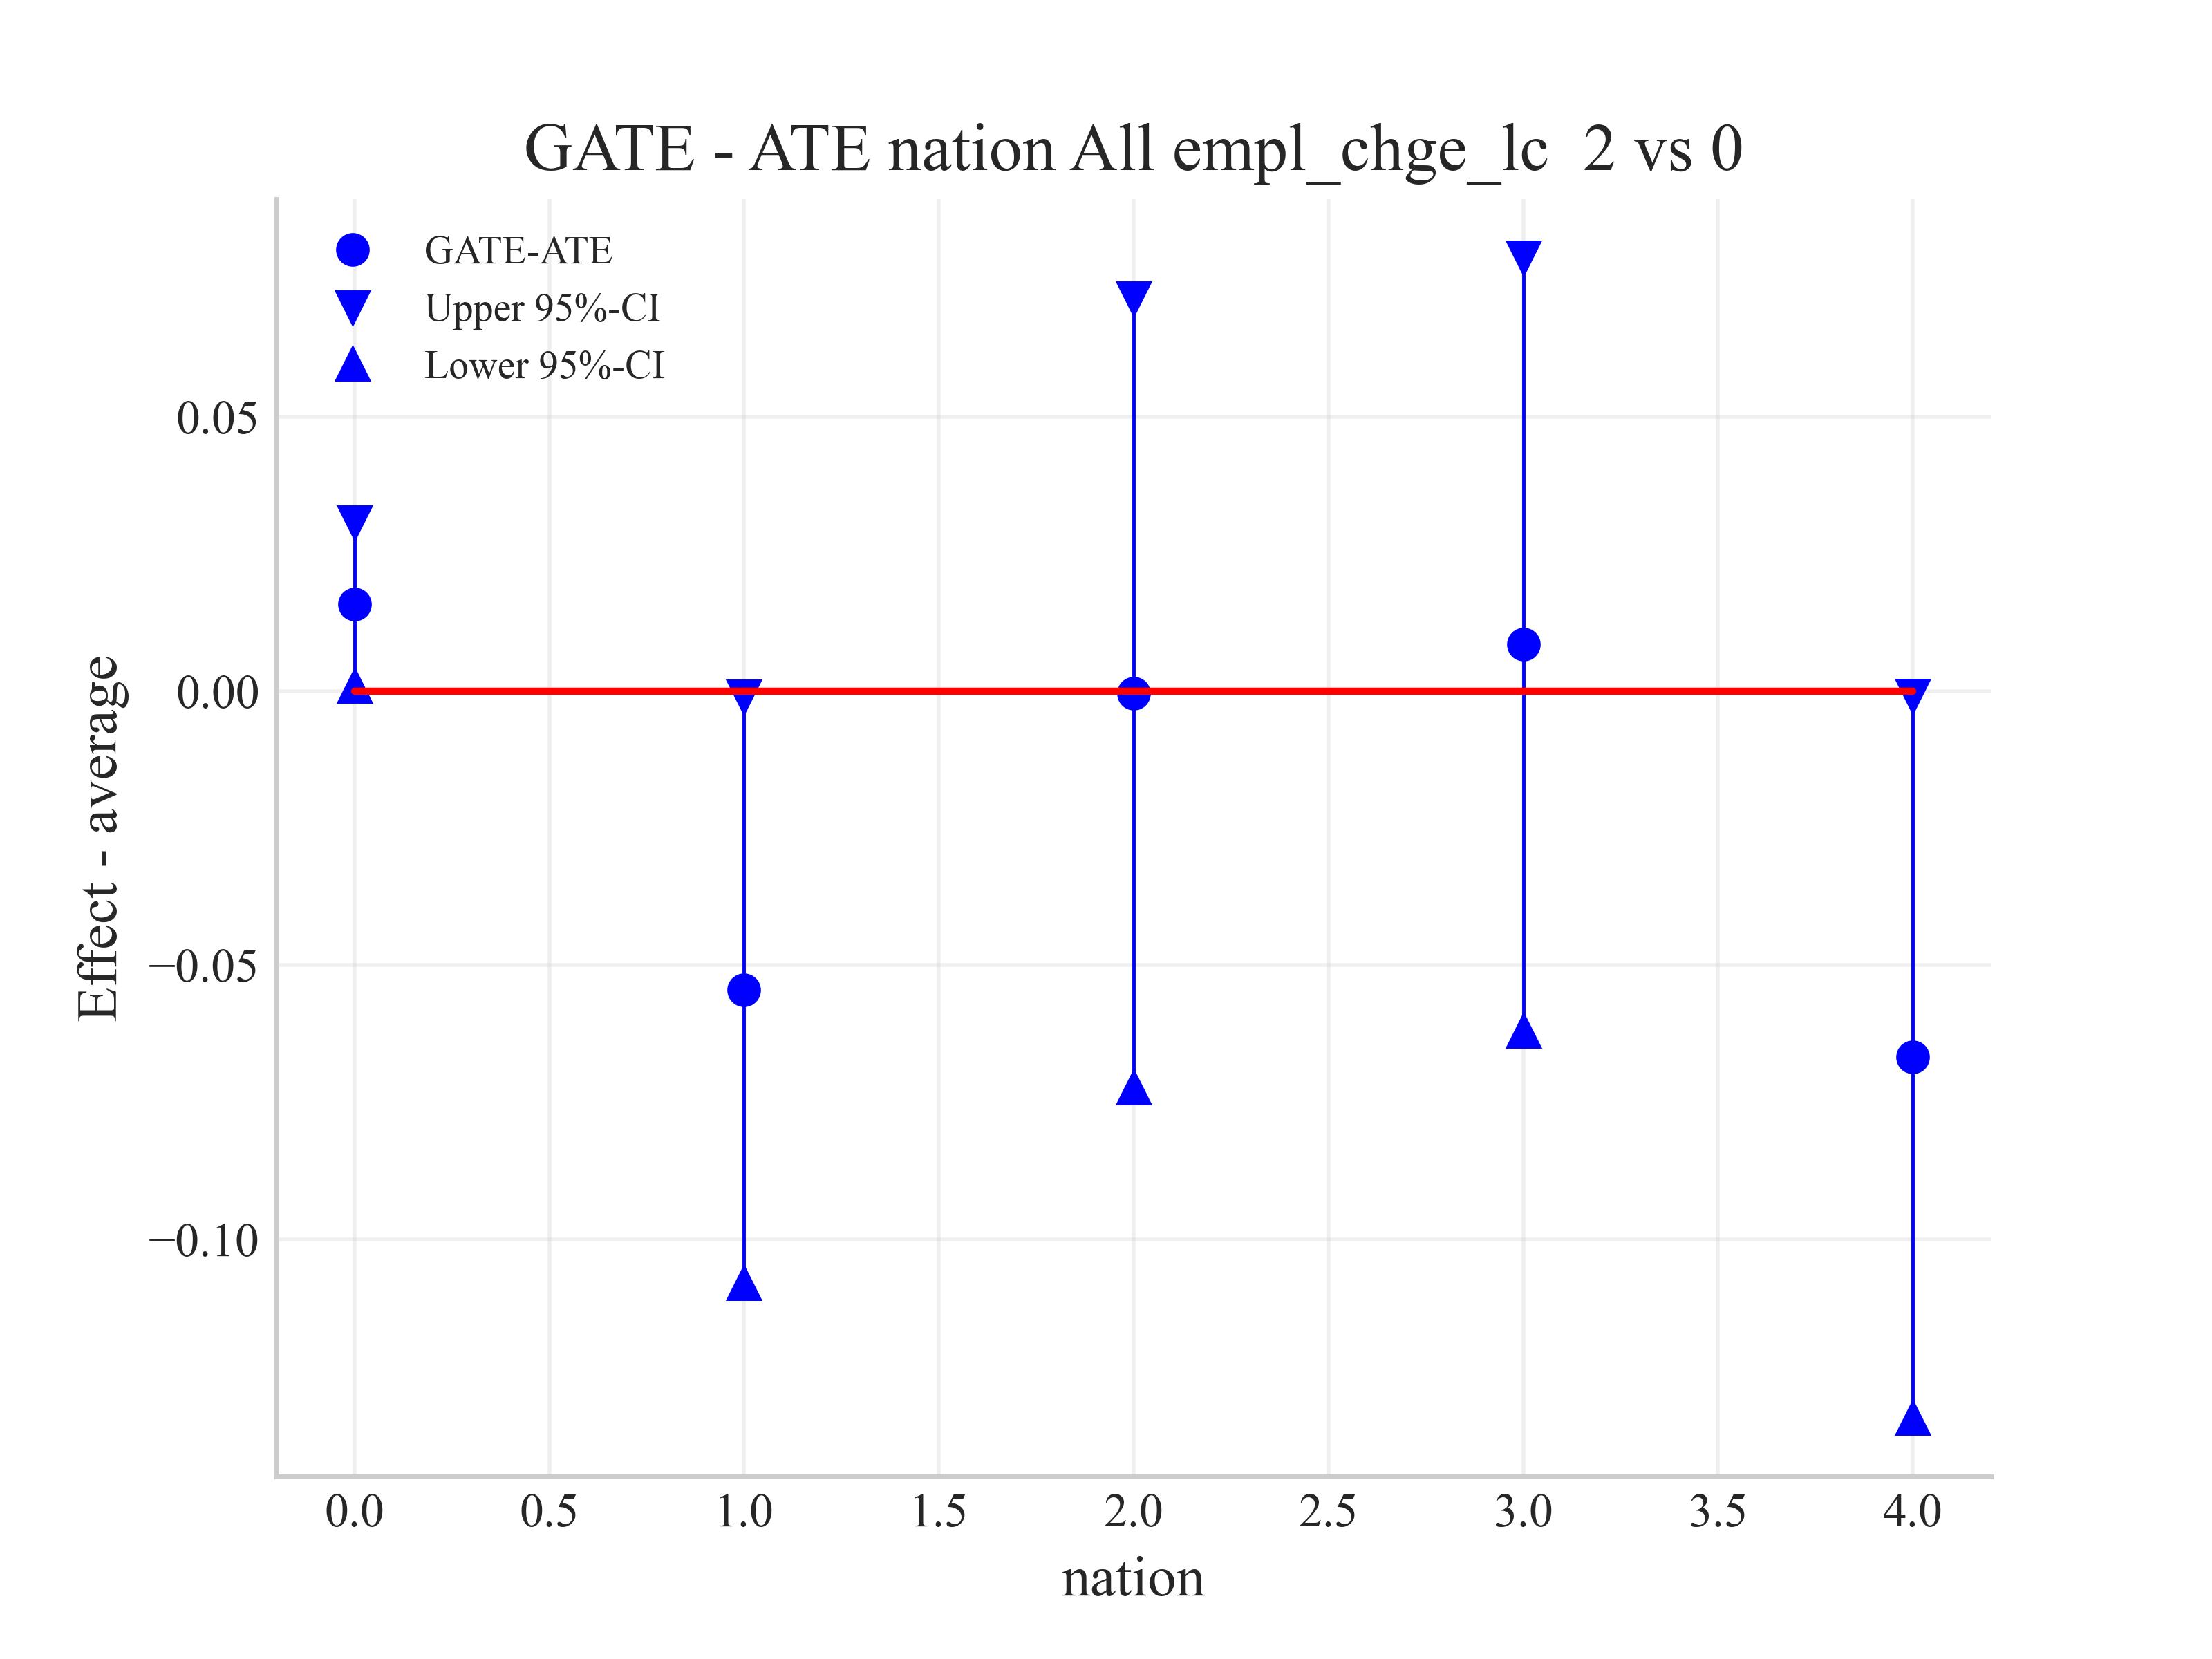 GATE - ATE nation All empl_chge_lc  2 vs 0
GATE-ATE
Upper 95%-CI
Lower 95%-CI
Effect - average
0.05
0.00
−0.05
−0.10
0.0 0.5 1.0 1.5 2.0 2.5 3.0 3.5 4.0
nation